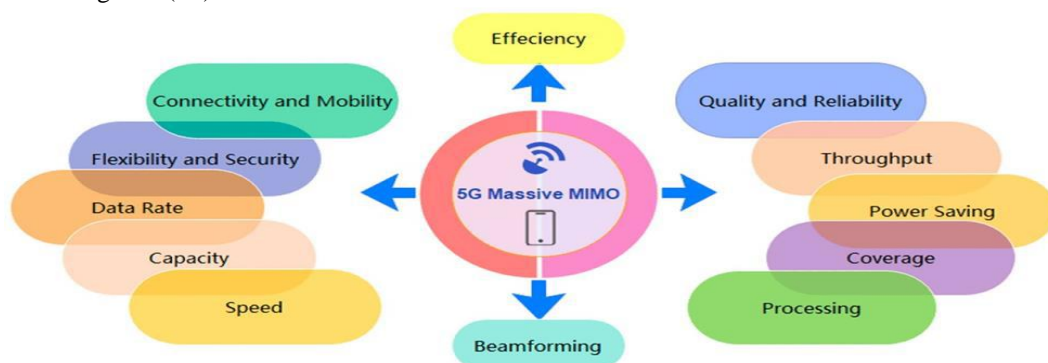 Effeciency
Connectivity and Mobility
Flexibility and Security
Data Rate
Capacity
Speed
5G Massive MIMO
Quality and Reliability
Throughput
Power Saving
Coverage
Processing
Beamforming